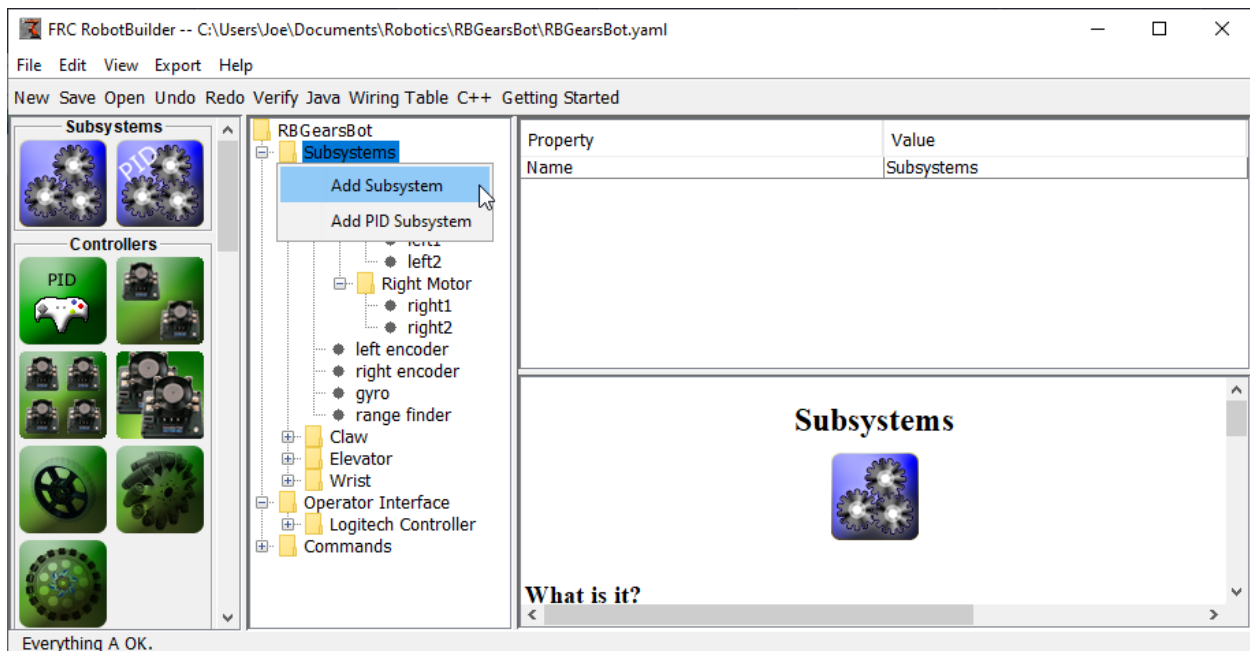 FRC RobotBuilder -- C:\Users\Joe\Documents\Robotics\RBGearsBot\RBGearsBot.yaml
File Edit View Export Help
New Save Open Undo Redo Verify Java Wiring Table C++ Getting Started
Subsystems
PID
Controllers
PID
RBGearsBot
Subsystems
Add Subsystem
Add PID Subsystem
left1
left2
Right Motor
right1
right2
left encoder
right encoder
gyro
range finder
Claw
Elevator
Wrist
Operator Interface
Logitech Controller
Commands
Property Value
Name Subsystems
Subsystems
What is it?
Everything A OK.